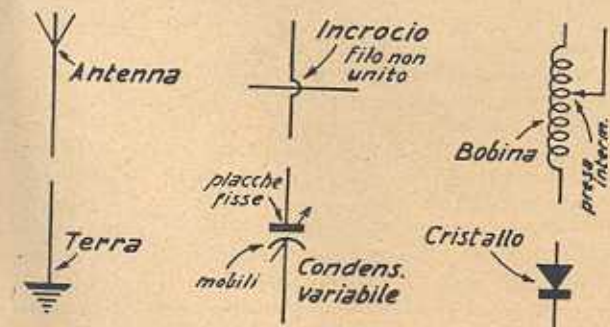 Antenna
Terra
Incrocio
filo non
unito
placche
fisse
mobili
Condens.
variabile
Bobina
presa
interm.
Cristallo